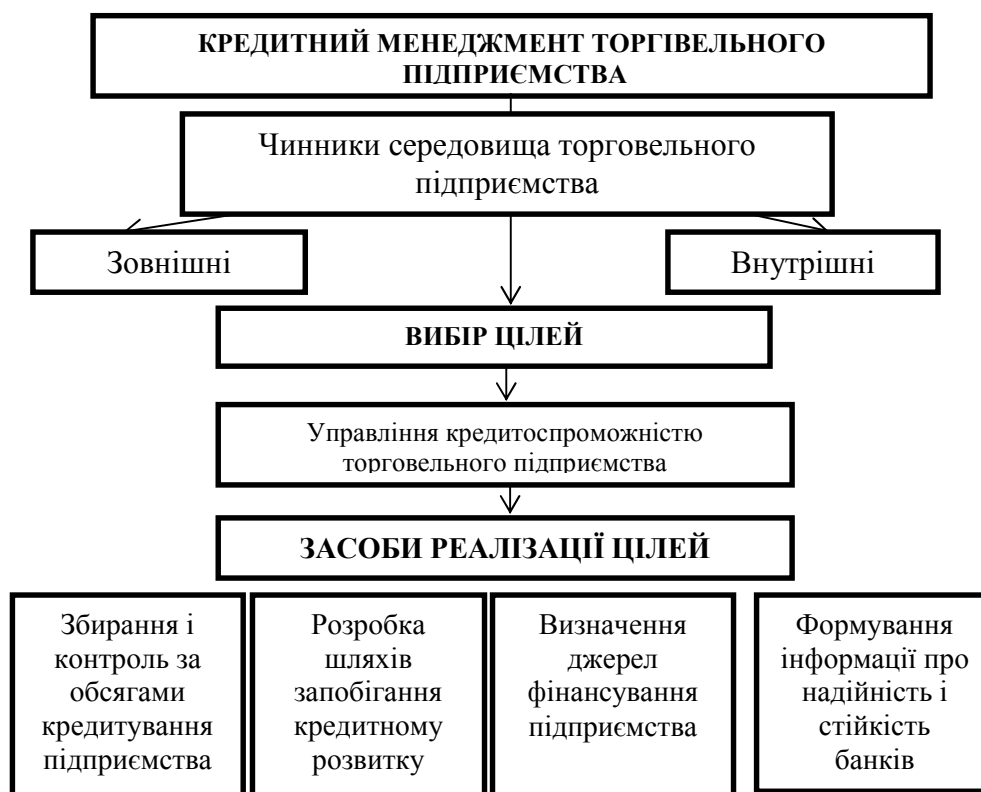 КРЕДИТНИЙ МЕНЕДЖМЕНТ ТОРГІВЕЛЬНОГО
ПІДПРИЄМСТВА
Чинники середовища торговельного
підприємства
Зовнішні
Внутрішні
ВИБІР ЦІЛЕЙ
Управління кредитоспроможністю
торговельного підприємства
ЗАСОБИ РЕАЛІЗАЦІЇ ЦІЛЕЙ
Збирання і
контроль за
обсягами
кредитування
підприємства
Розробка
шляхів
запобігання
кредитному
розвитку
Визначення
джерел
фінансування
підприємства
Формування
інформації про
надійність і
стійкість
банків